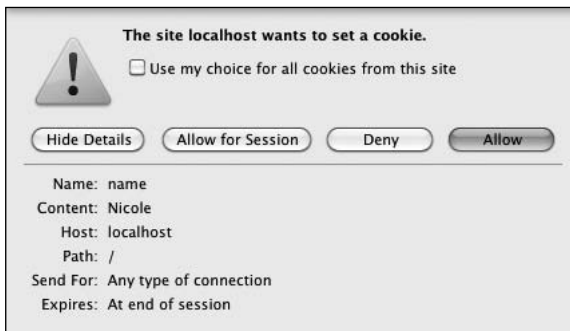 The site localhost wants to set a cookie.
Use my choice for all cookies from this site
Hide Details Allow for Session Deny Allow
Name: name
Content: Nicole
Host: localhost
Path: /
Send For: Any type of connection
Expires: At end of session